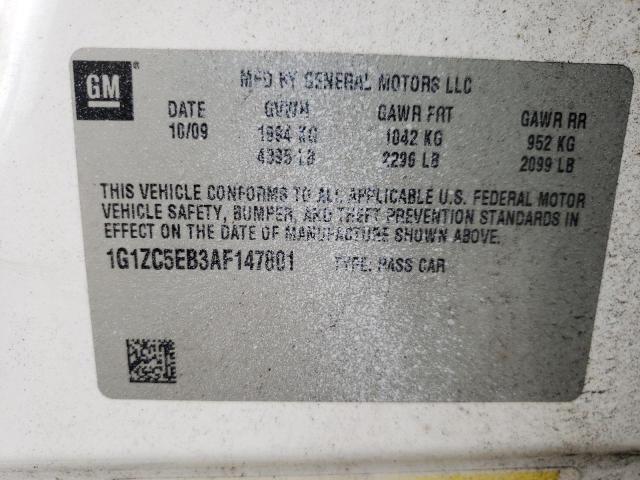 GM
MFD BY GENERAL MOTORS LLC
DATE GVWR GAWR FRT GAWR RR
10/09 1994 KG 1042 KG 952 KG
4395 LB 2296 LB 2099 LB
THIS VEHICLE CONFORMS TO ALL APPLICABLE U.S. FEDERAL MOTOR
VEHICLE SAFETY, BUMPER, AND THEFT PREVENTION STANDARDS IN
EFFECT ON THE DATE OF MANUFACTURE SHOWN ABOVE.
1G1ZC5EB3AF147801 TYPE: PASS CAR